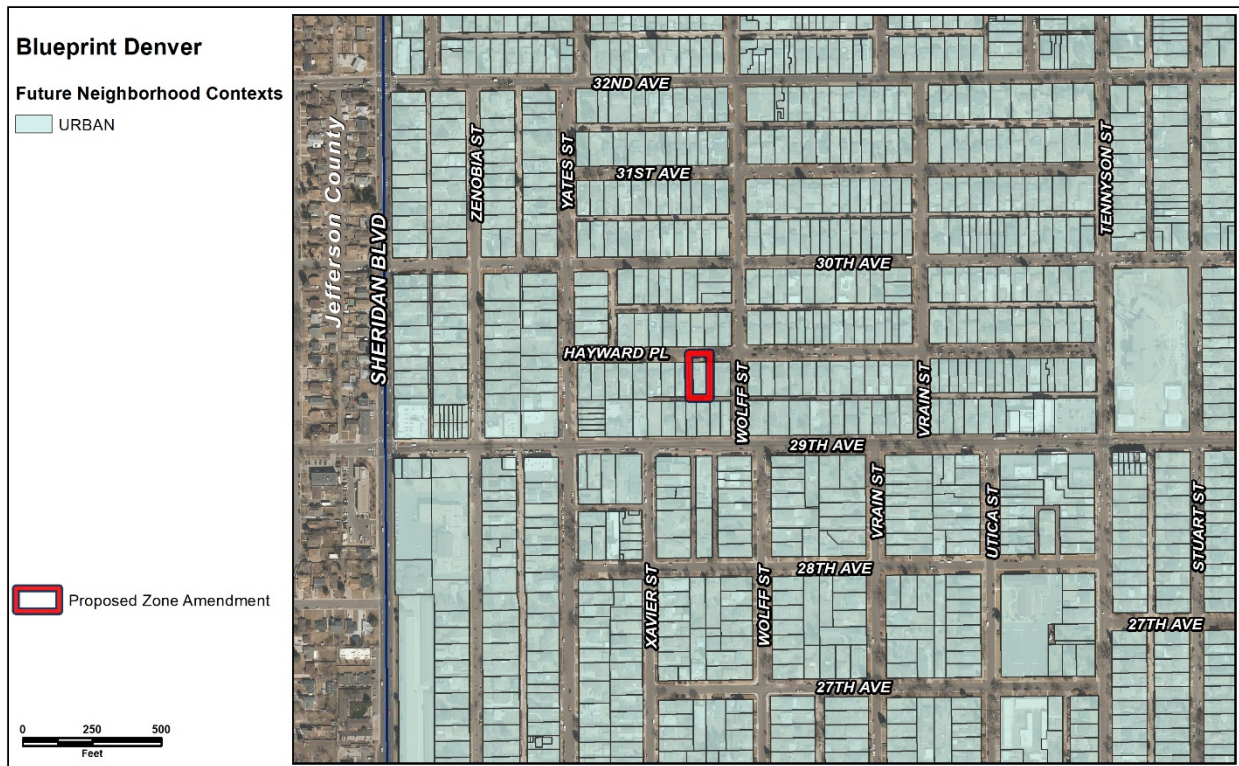 Blueprint Denver
Future Neighborhood Contexts
URBAN
Proposed Zone Amendment
0 250 500
Feet
Jefferson County
SHERIDAN BLVD
ZENOBIA ST
YATES ST
32ND AVE
31ST AVE
TENNYSON ST
30TH AVE
HAYWARD PL
WOLFF ST
VRAIN ST
29TH AVE
VRAIN ST
UTICA ST
STUART ST
28TH AVE
XAVIER ST
WOLFF ST
27TH AVE
27TH AVE